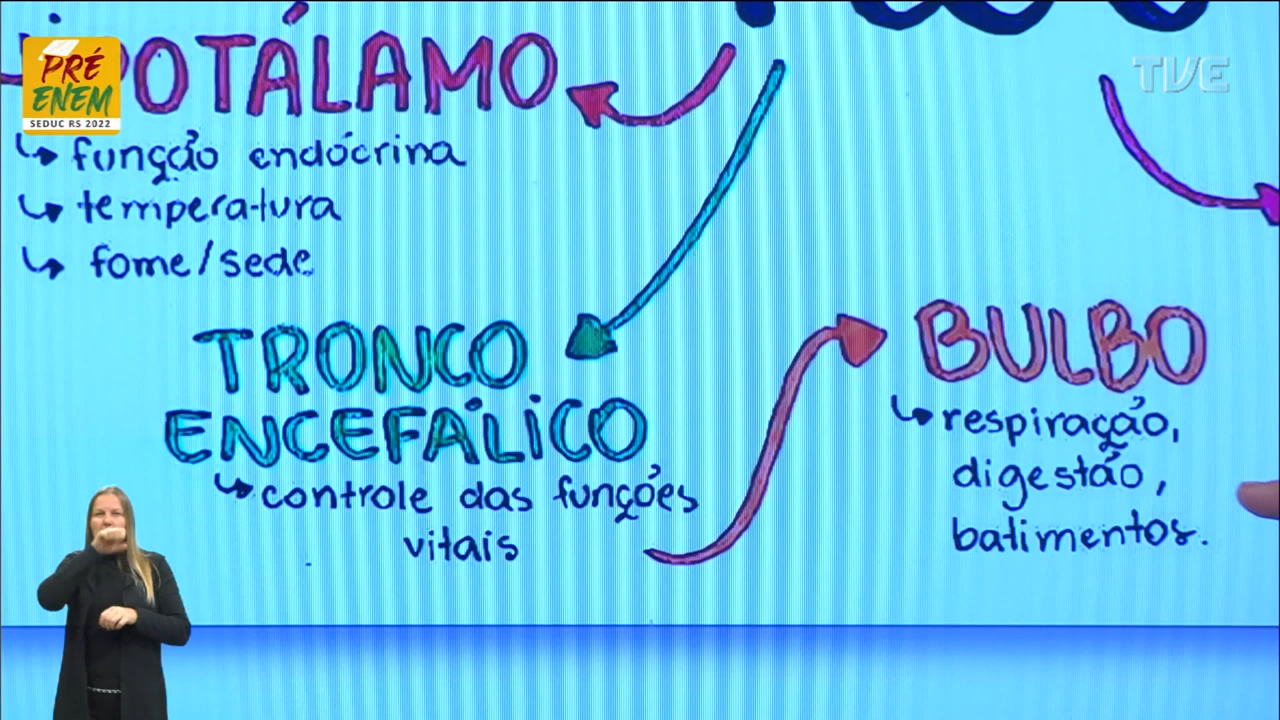 PRÉ
ENEM
SEDUC RS 2022
TVE
POTÁLAMO
função endócrina
temperatura
fome/sede
TRONCO
ENCEFÁLICO
controle das funções
vitais
BULBO
respiração,
digestão,
batimentos.